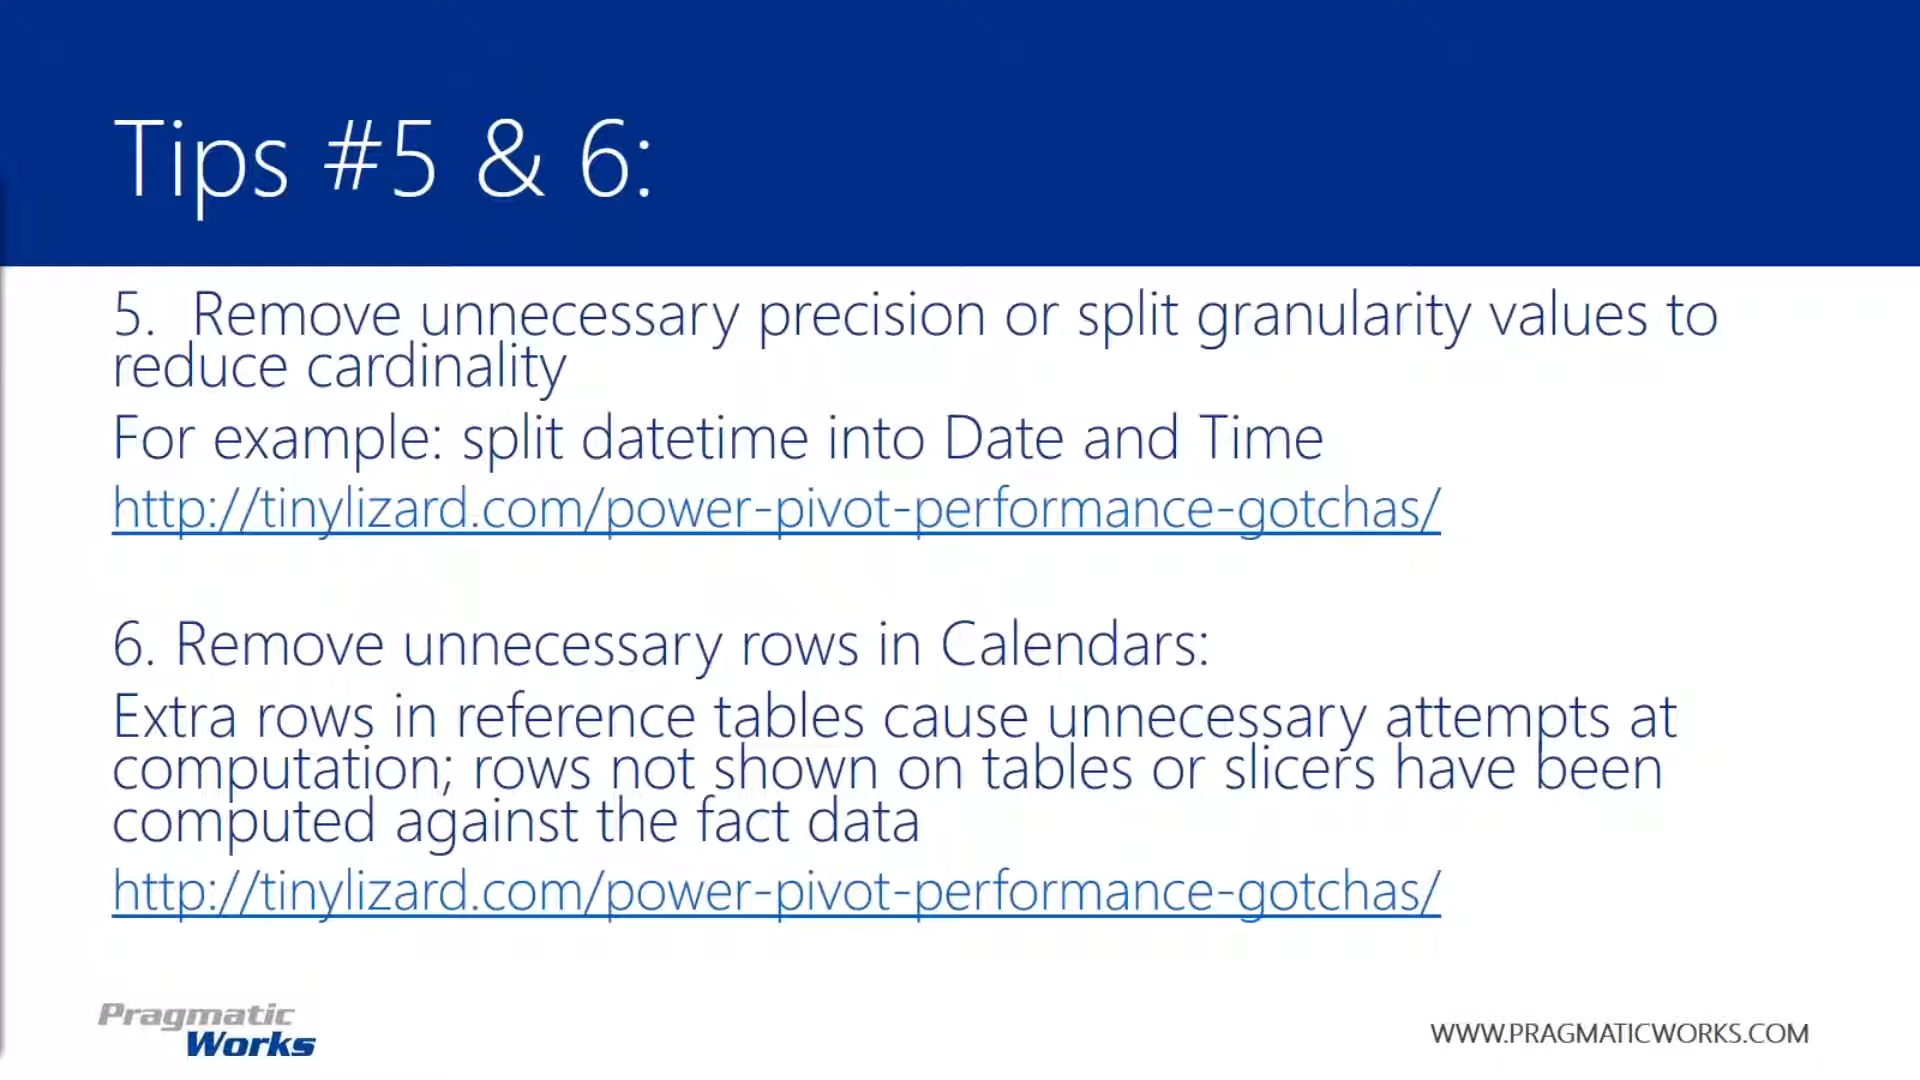 Tips #5 & 6:
5. Remove unnecessary precision or split granularity values to
reduce cardinality
For example: split datetime into Date and Time
http://tinylizard.com/power-pivot-performance-gotchas/
6. Remove unnecessary rows in Calendars:
Extra rows in reference tables cause unnecessary attempts at
computation; rows not shown on tables or slicers have been
computed against the fact data
http://tinylizard.com/power-pivot-performance-gotchas/
Pragmatic
Works
WWW.PRAGMATICWORKS.COM